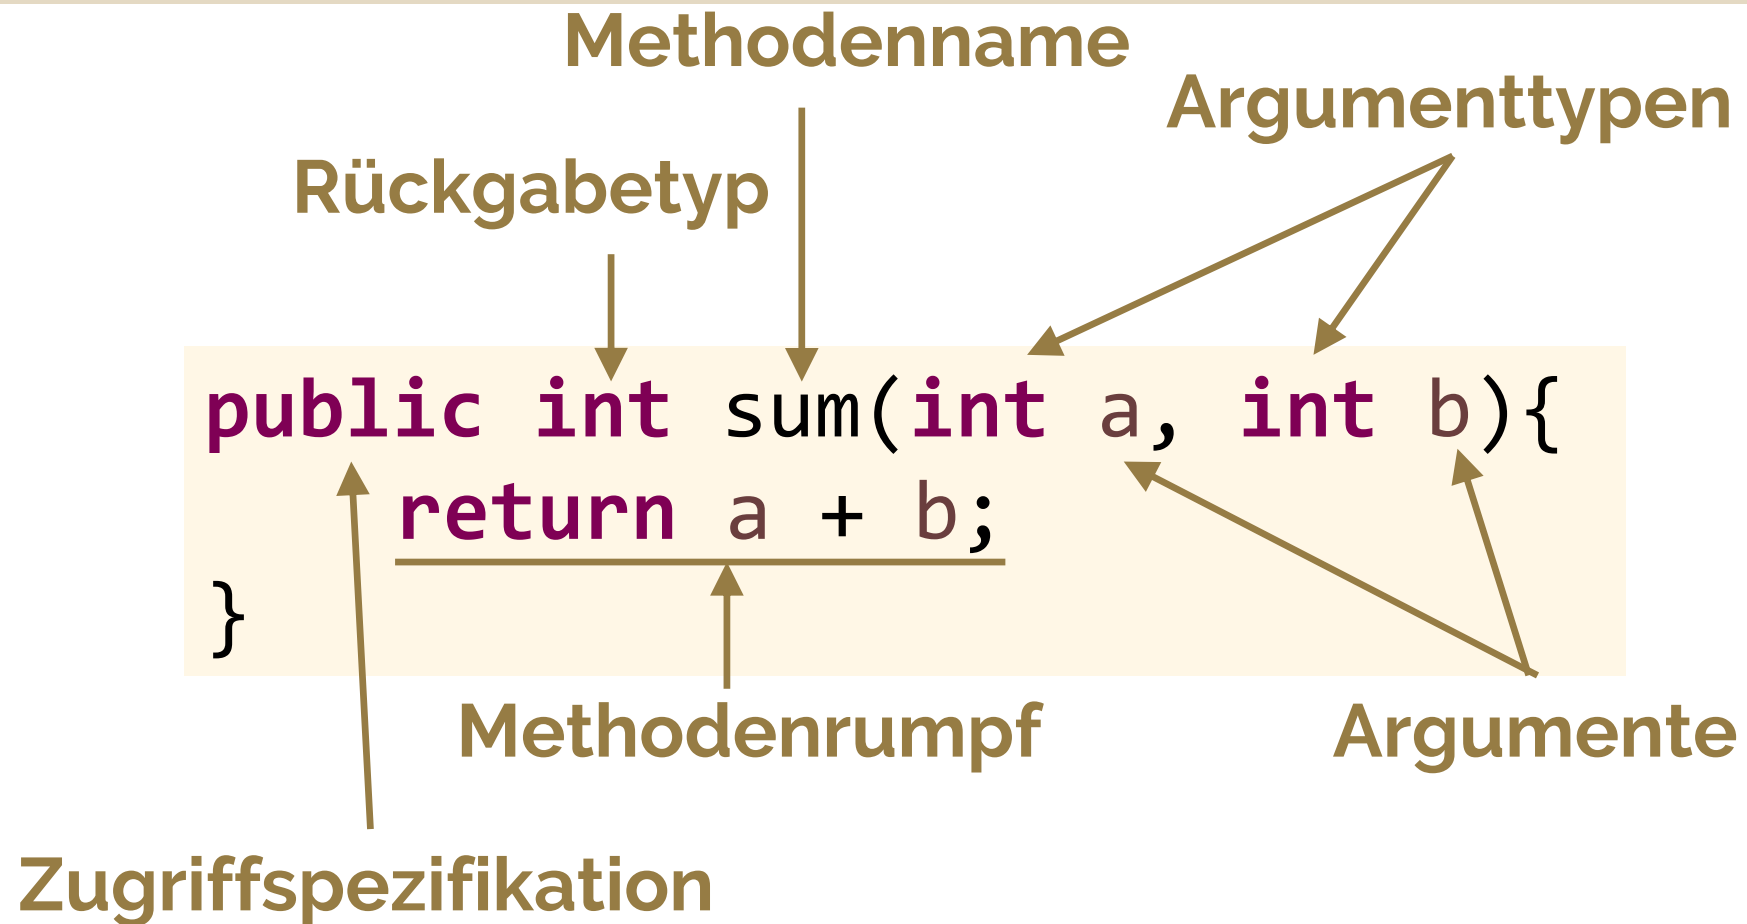 Methodenname
Argumenttypen
Rückgabetyp
public int sum(int a, int b){
return a + b;
}
Methodenrumpf
Argumente
Zugriffspezifikation